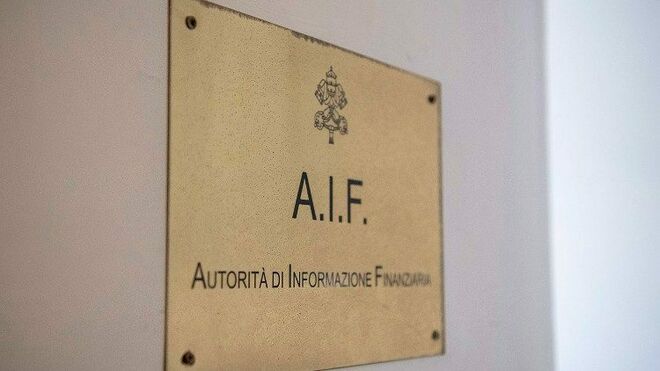 A.I.F.
AUTORITÀ DI INFORMAZIONE FINANZIARIA